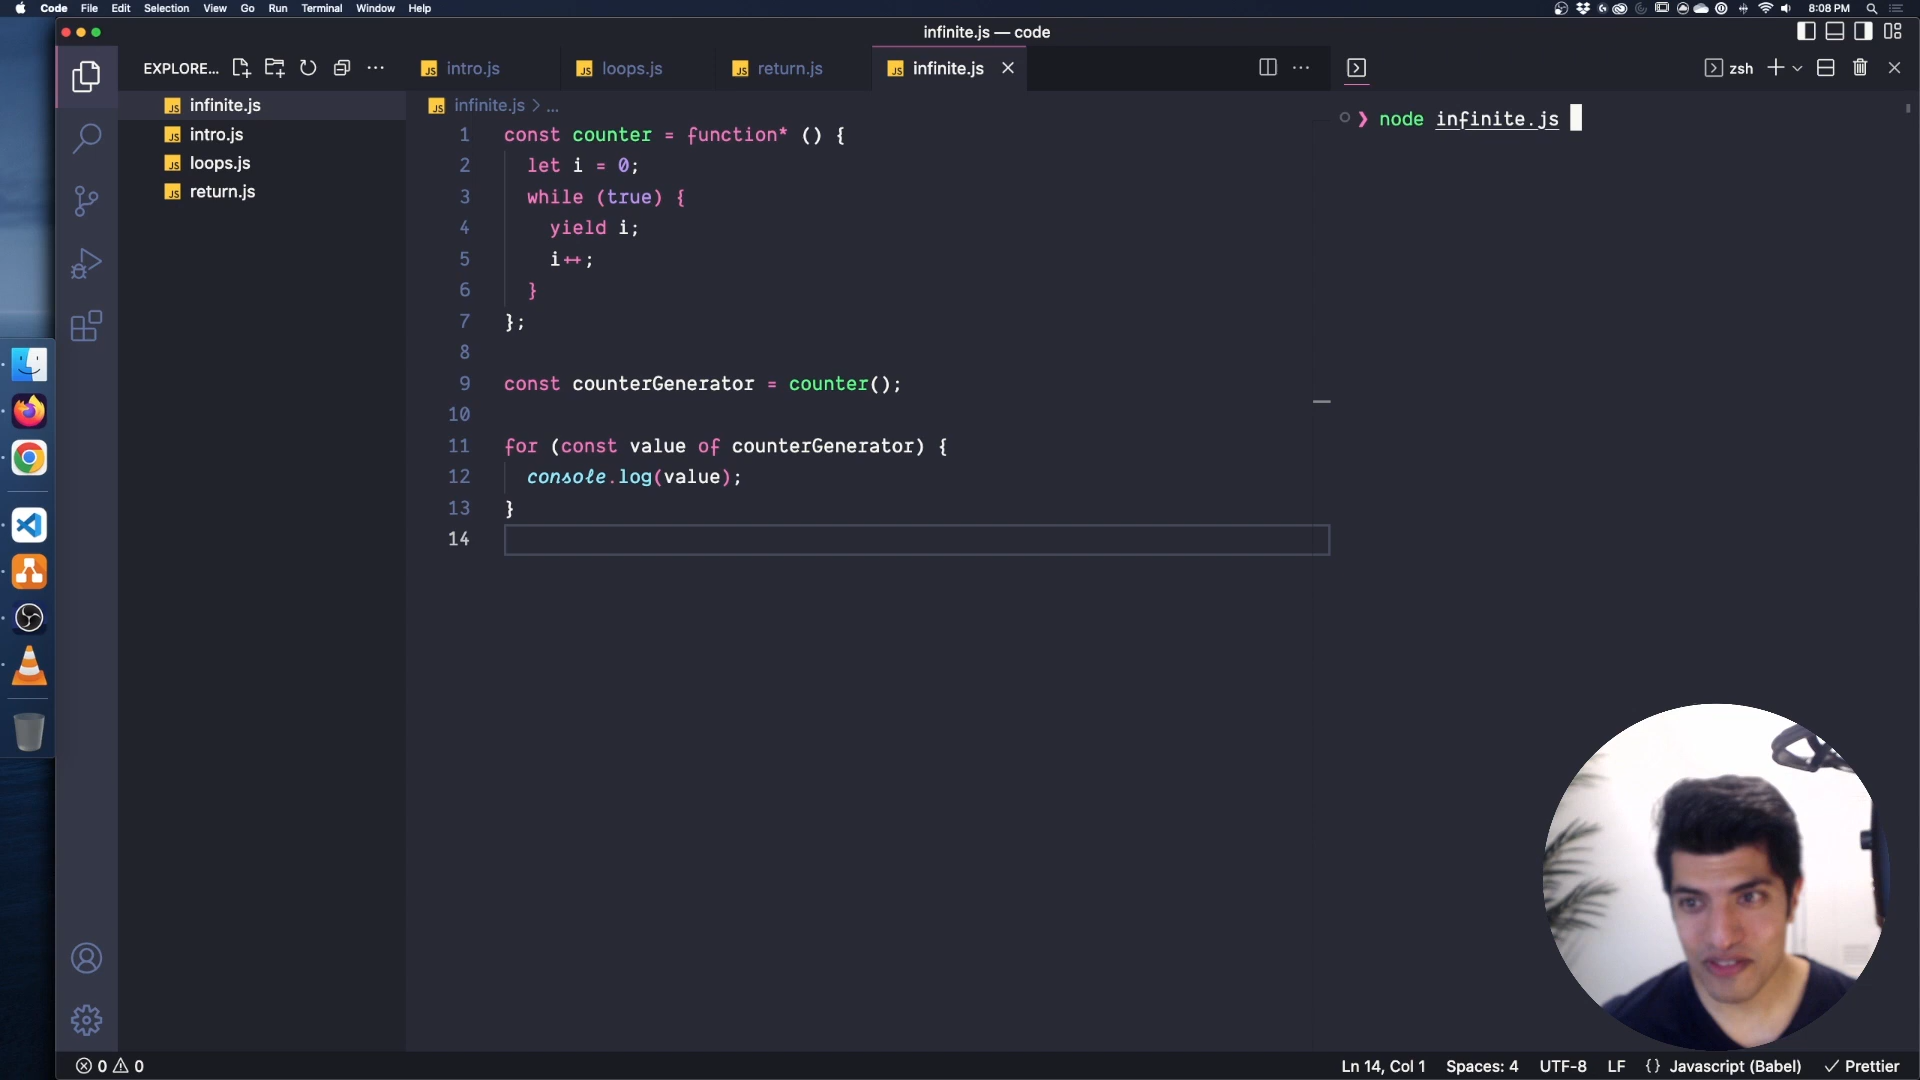 Code File Edit Selection View Go Run Terminal Window Help 8:08 PM
infinite.js — code
EXPLORE...
intro.js loops.js return.js infinite.js
zsh
infinite.js
intro.js
loops.js
return.js
infinite.js > ...
1 const counter = function* () {
2 let i = 0;
3 while (true) {
4 yield i;
5 i++;
6 }
7 };
8
9 const counterGenerator = counter();
10
11 for (const value of counterGenerator) {
12 console.log(value);
13 }
14
❯ node infinite.js
0 0
Ln 14, Col 1 Spaces: 4 UTF-8 LF {} Javascript (Babel) ✓ Prettier